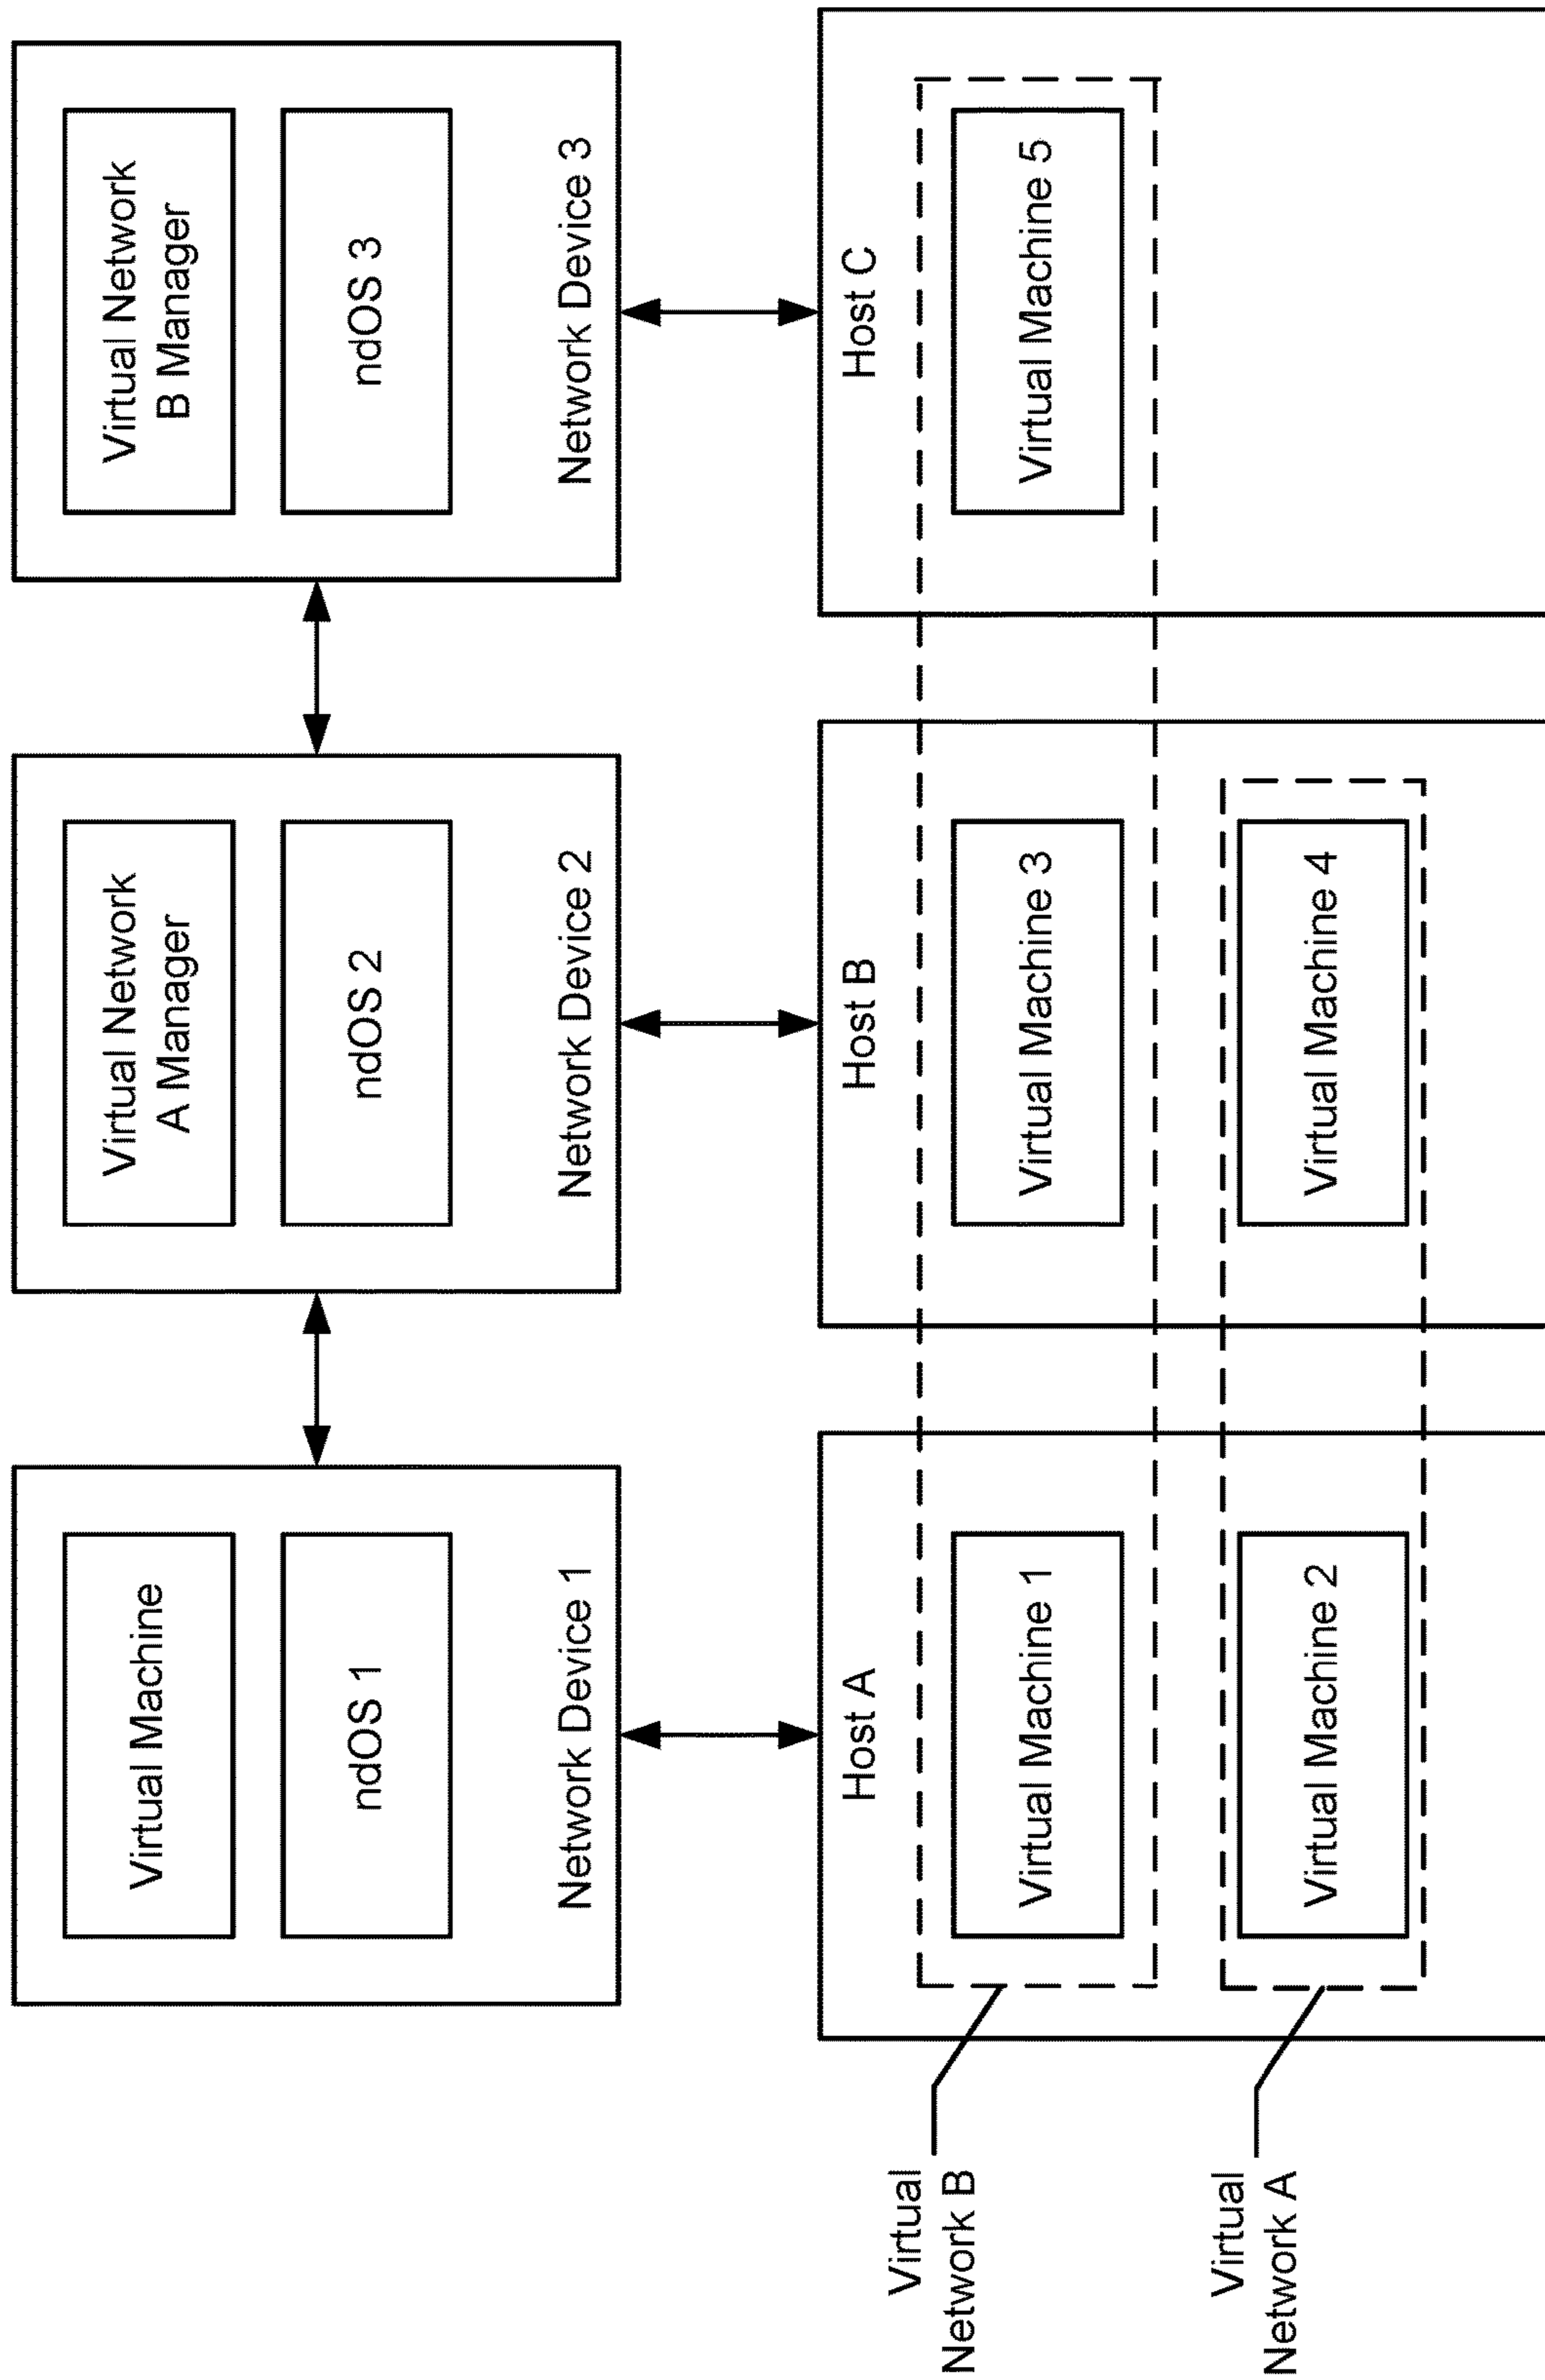 Virtual Machine
ndOS 1
Network Device 1
Virtual Network
A Manager
ndOS 2
Network Device 2
Virtual Network
B Manager
ndOS 3
Network Device 3
Host A
Virtual Machine 1
Virtual Machine 2
Host B
Virtual Machine 3
Virtual Machine 4
Host C
Virtual Machine 5
Virtual
Network B
Virtual
Network A